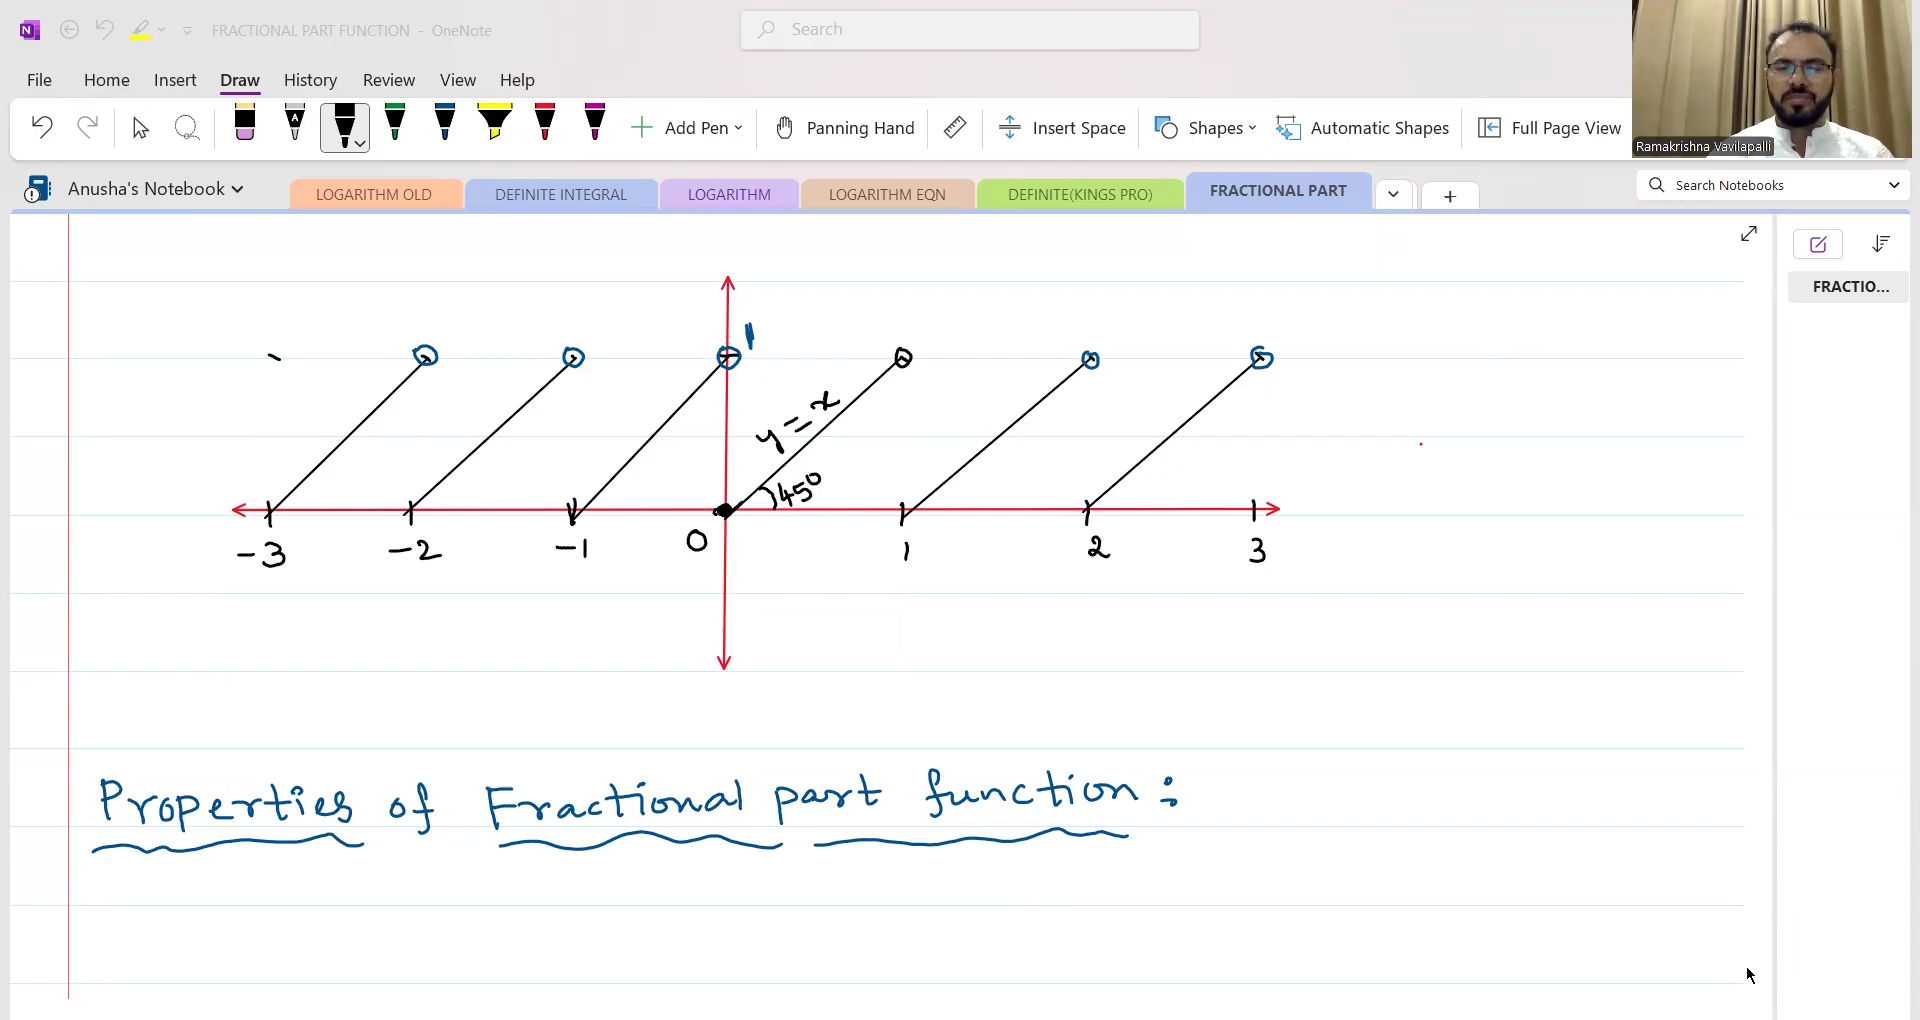 FRACTIONAL PART FUNCTION - OneNote
Search
File Home Insert Draw History Review View Help
Add Pen Panning Hand Insert Space Shapes Automatic Shapes Full Page View
Ramakrishna Vavilapalli
Anusha's Notebook
LOGARITHM OLD DEFINITE INTEGRAL LOGARITHM LOGARITHM EQN DEFINITE(KINGS PRO) FRACTIONAL PART
Search Notebooks
FRACTIO...
1
y = x
45°
-3 -2 -1 0 1 2 3
Properties of Fractional part function :